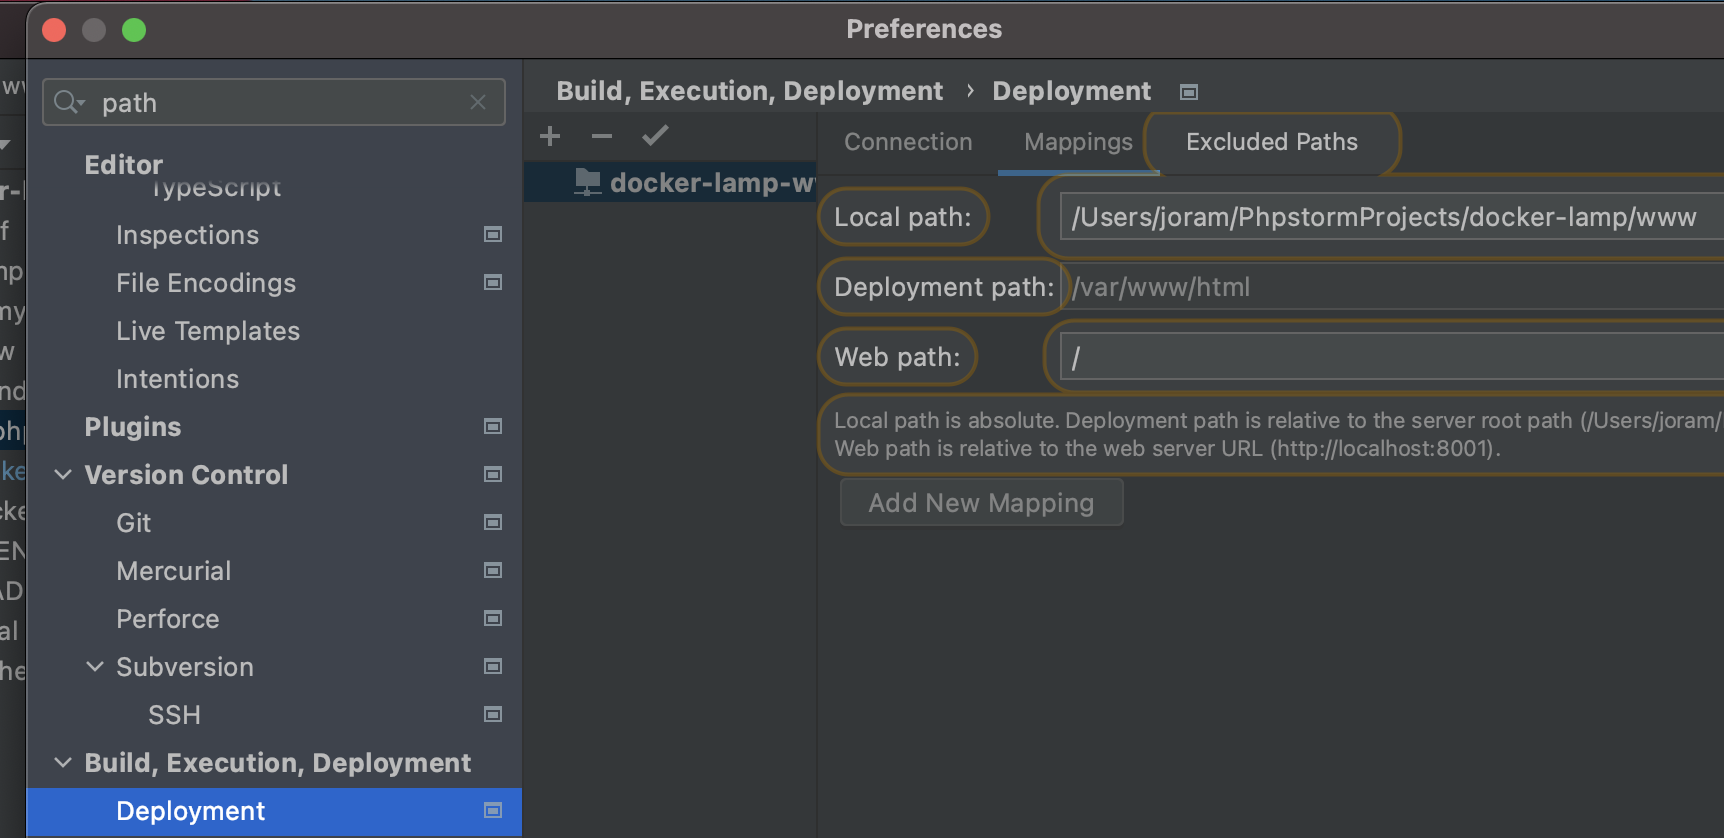 Preferences
path
Editor
TypeScript
Inspections
File Encodings
Live Templates
Intentions
Plugins
Version Control
Git
Mercurial
Perforce
Subversion
SSH
Build, Execution, Deployment
Deployment
Build, Execution, Deployment › Deployment
docker-lamp-w
Connection
Mappings
Excluded Paths
Local path: /Users/joram/PhpstormProjects/docker-lamp/www
Deployment path: /var/www/html
Web path: /
Local path is absolute. Deployment path is relative to the server root path (/Users/joram/
Web path is relative to the web server URL (http://localhost:8001).
Add New Mapping